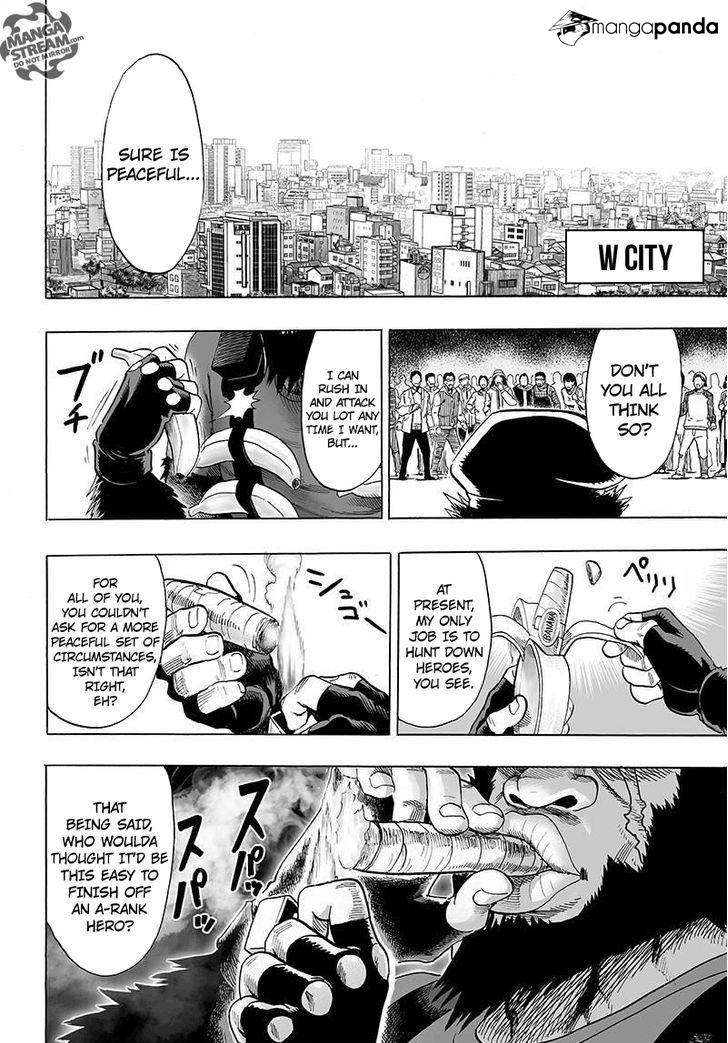 MANGA
STREAM.com
DO NOT MIRROR!
mangapanda
SURE IS
PEACEFUL...
W CITY
DON'T
YOU ALL
THINK
SO?
I CAN
RUSH IN
AND ATTACK
YOU LOT ANY
TIME I WANT,
BUT...
ブチ
AT
PRESENT,
MY ONLY
JOB IS TO
HUNT DOWN
HEROES,
YOU SEE.
ペリリ
BANANA
FOR
ALL OF YOU,
YOU COULDN'T
ASK FOR A MORE
PEACEFUL SET OF
CIRCUMSTANCES,
ISN'T THAT
RIGHT,
EH?
シュゴー
THAT
BEING SAID,
WHO WOULDA
THOUGHT IT'D BE
THIS EASY TO
FINISH OFF
AN A-RANK
HERO?
スパッ
スパッ